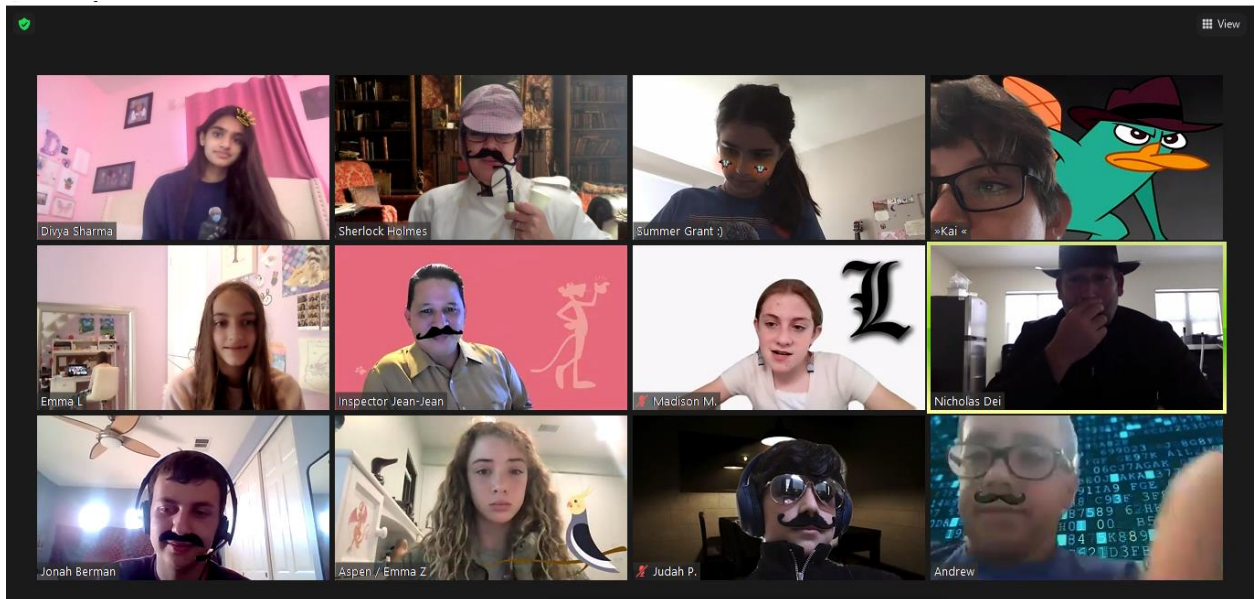 View
Divya Sharma
Sherlock Holmes
Summer Grant :)
»Kai «
Emma L
Inspector Jean-Jean
L
Madison M.
Nicholas Dei
Jonah Berman
Aspen / Emma Z
Judah P.
Andrew